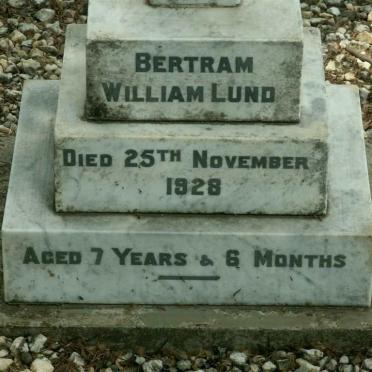 BERTRAM
WILLIAM LUND
DIED 25TH NOVEMBER
1928
AGED 7 YEARS & 6 MONTHS